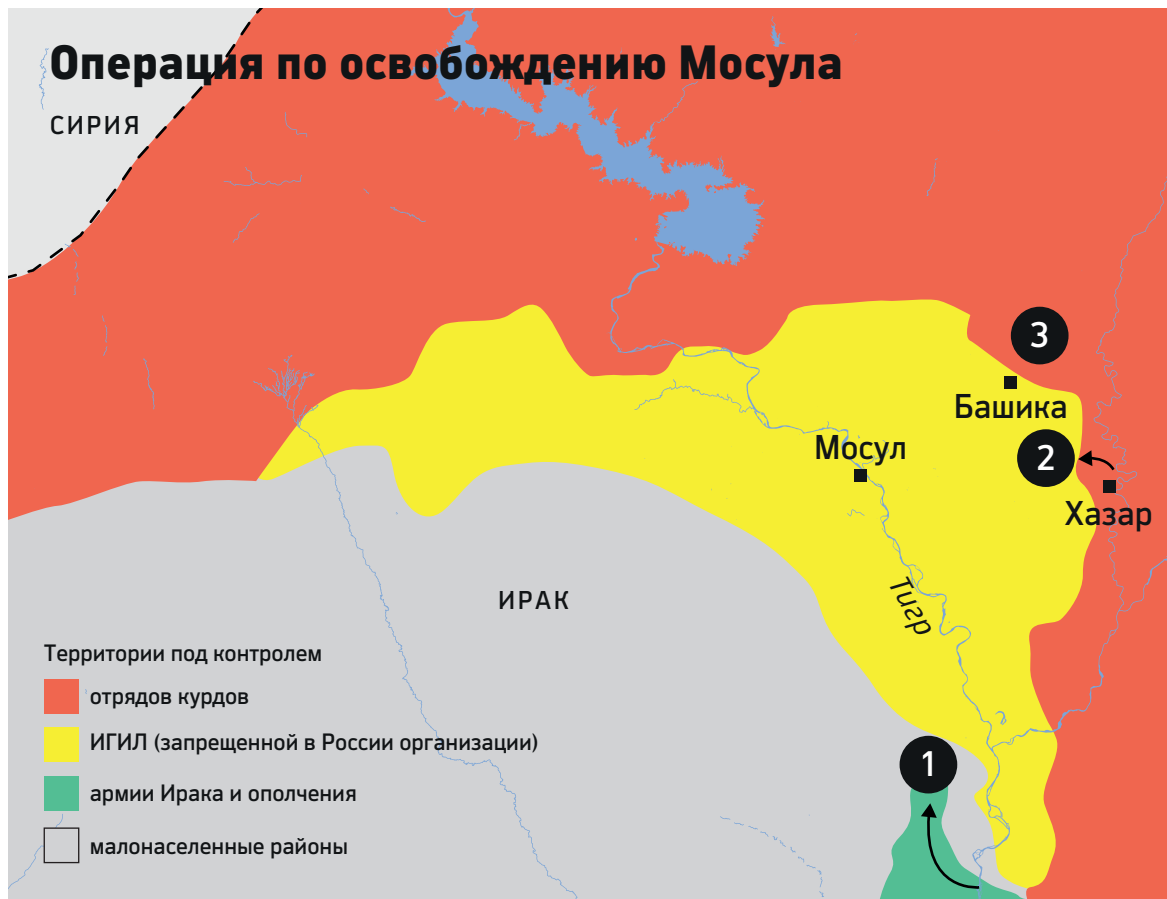 Операция по освобождению Мосула
СИРИЯ
3
Башика
Мосул
2
Хазар
ИРАК
Тигр
Территории под контролем
отрядов курдов
ИГИЛ (запрещенной в России организации)
1
армии Ирака и ополчения
малонаселенные районы